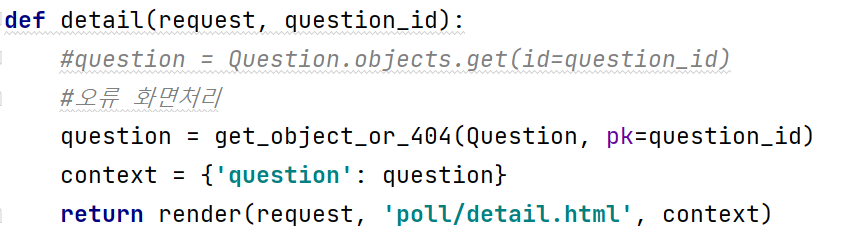 def detail(request, question_id):
    #question = Question.objects.get(id=question_id)
    #오류 화면처리
    question = get_object_or_404(Question, pk=question_id)
    context = {'question': question}
    return render(request, 'poll/detail.html', context)